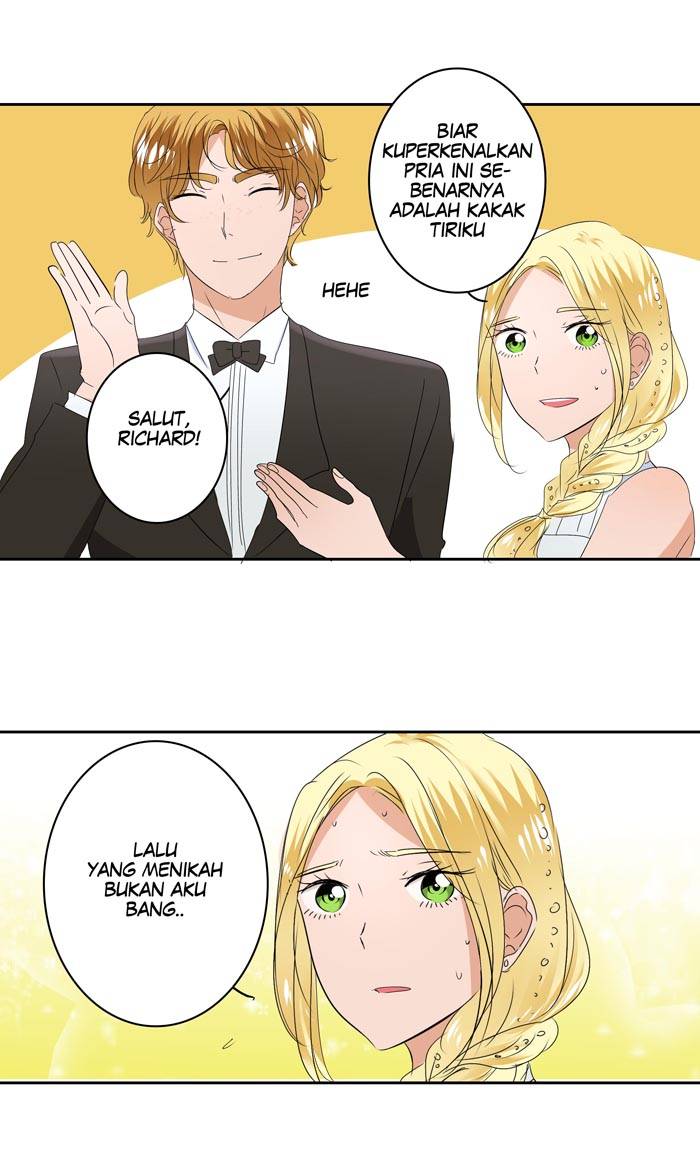 BIAR
KUPERKENALKAN
PRIA INI SE-
BENARNYA
ADALAH KAKAK
TIRIKU
HEHE
SALUT,
RICHARD!
LALU
YANG MENIKAH
BUKAN AKU
BANG..